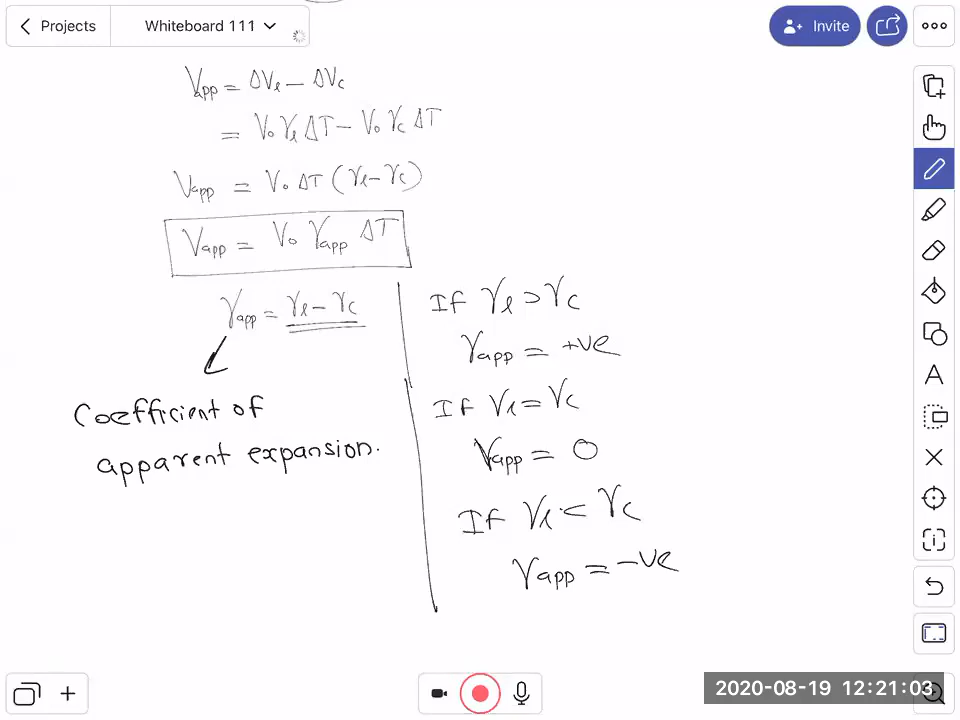 Projects
Whiteboard 111
Invite
Vapp = ΔVl − ΔVc
= V₀ γl ΔT − V₀ γc ΔT
Vapp = V₀ ΔT (γl − γc)
Vapp = V₀ γapp ΔT
γapp = γl − γc
Coefficient of
apparent expansion.
If γl > γc
γapp = +ve
If γl = γc
γapp = 0
If γl < γc
γapp = −ve
A
2020-08-19 12:21:03